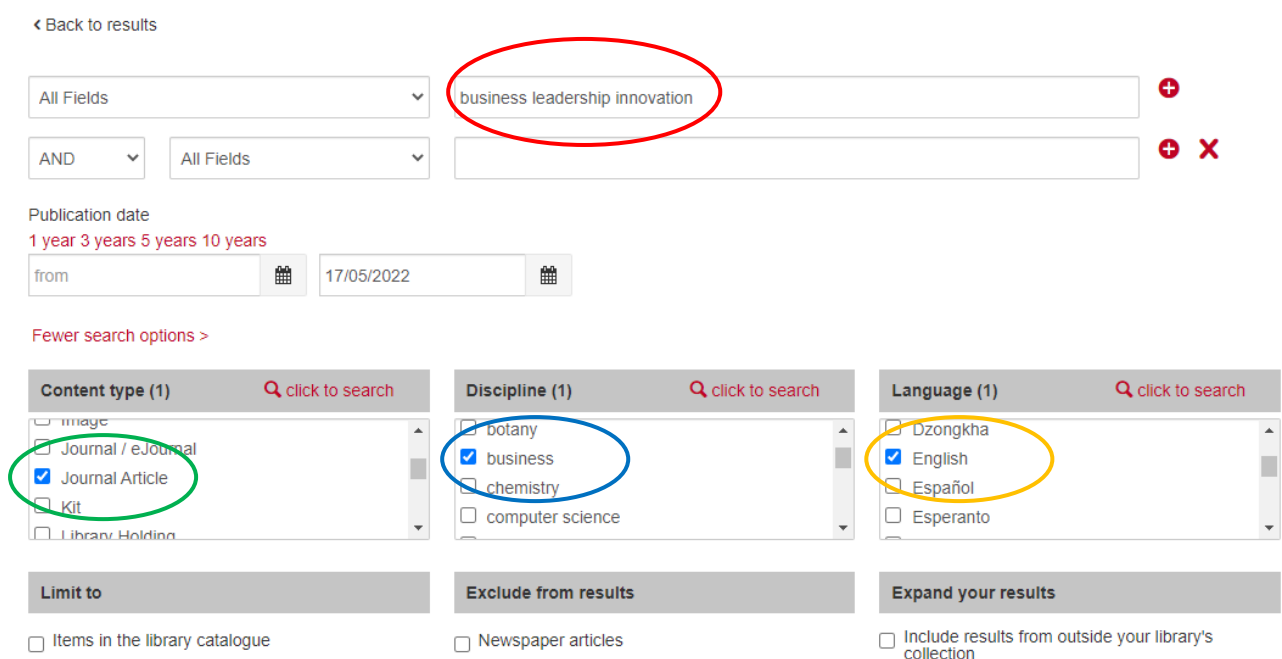 Back to results
All Fields
business leadership innovation
AND
All Fields
Publication date
1 year 3 years 5 years 10 years
from
17/05/2022
Fewer search options >
Content type (1) click to search
Image
Journal / eJournal
Journal Article
Kit
Library Holding
Discipline (1) click to search
botany
business
chemistry
computer science
Language (1) click to search
Dzongkha
English
Español
Esperanto
Limit to
Items in the library catalogue
Exclude from results
Newspaper articles
Expand your results
Include results from outside your library's
collection